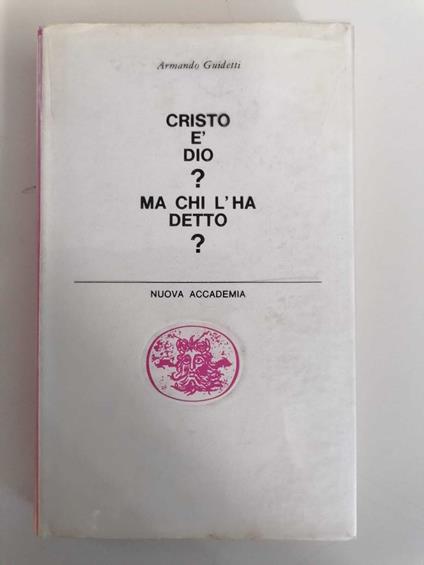 Armando Guidetti
CRISTO
E'
DIO
?
MA CHI L'HA
DETTO
?
NUOVA ACCADEMIA